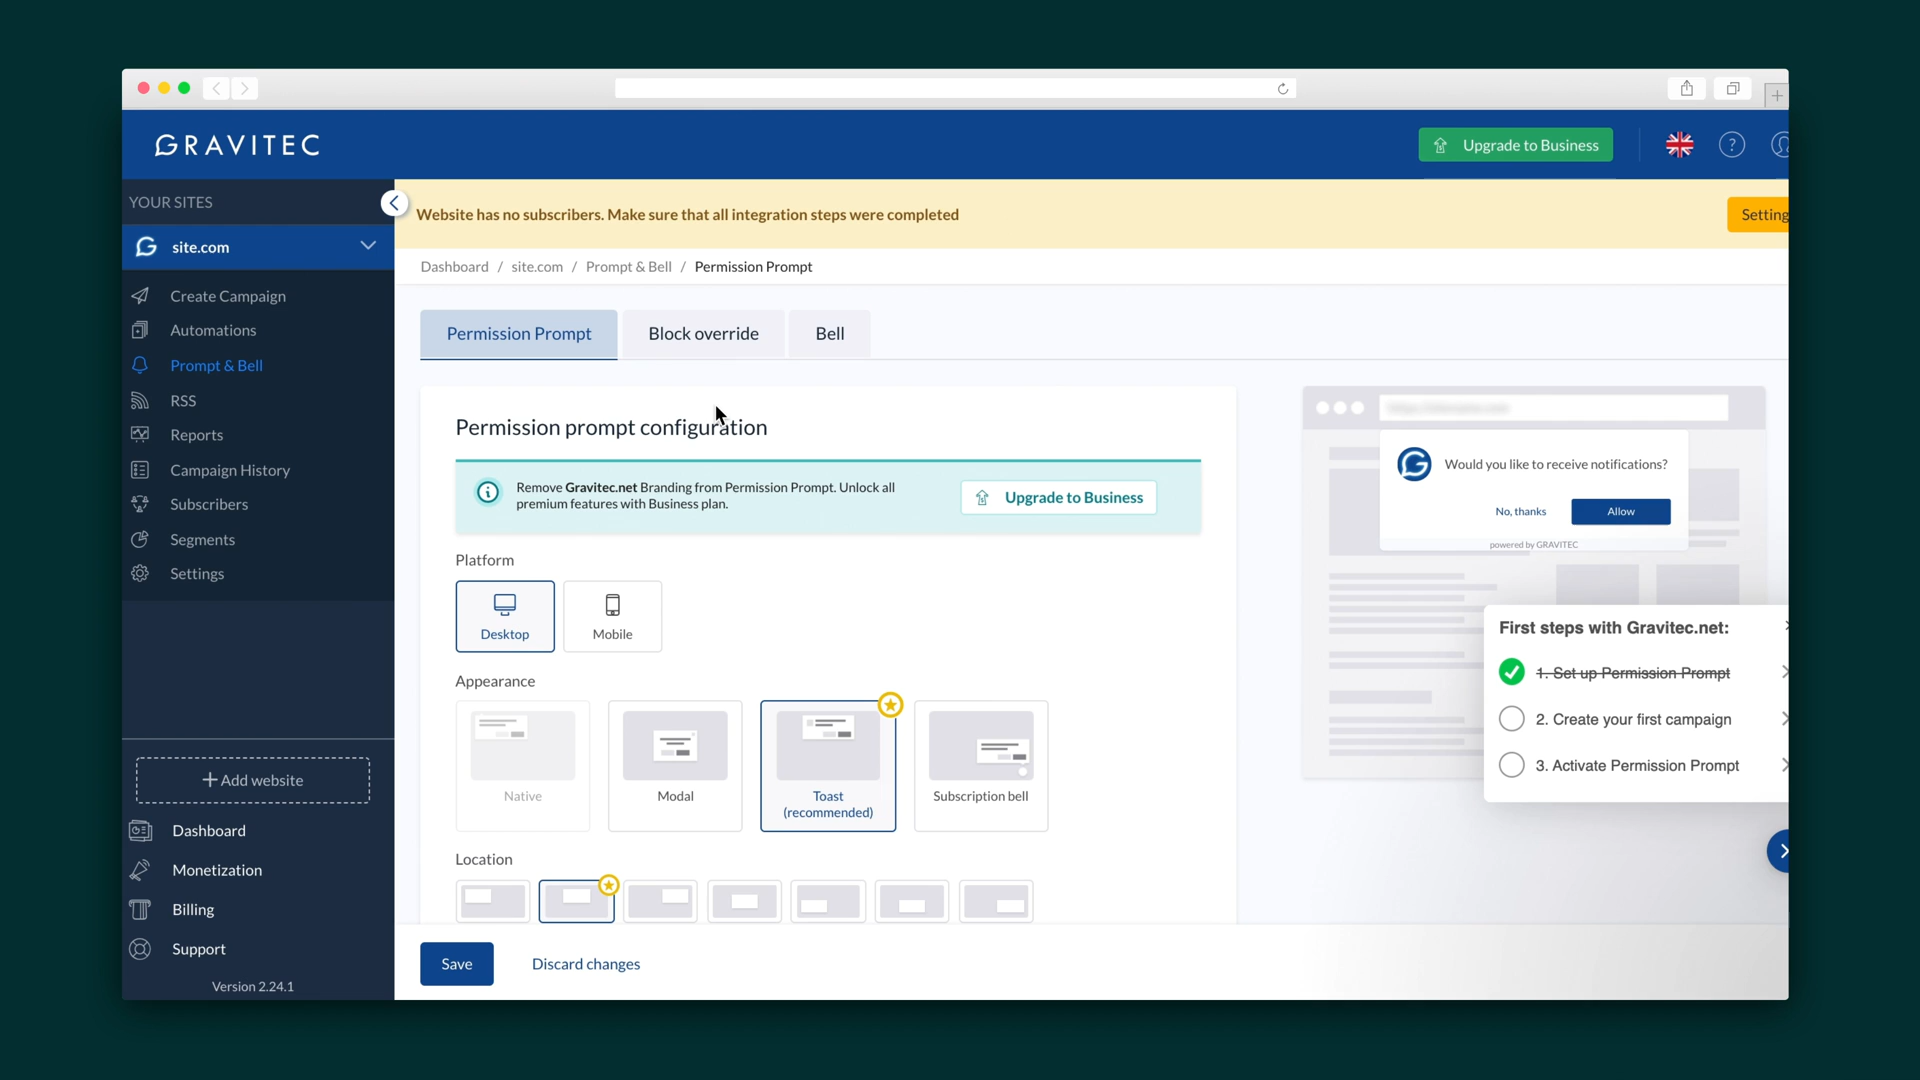 GRAVITEC
Upgrade to Business
YOUR SITES
site.com
Create Campaign
Automations
Prompt & Bell
RSS
Reports
Campaign History
Subscribers
Segments
Settings
Add website
Dashboard
Monetization
Billing
Support
Version 2.24.1
Website has no subscribers. Make sure that all integration steps were completed
Setting
Dashboard / site.com / Prompt & Bell / Permission Prompt
Permission Prompt
Block override
Bell
Permission prompt configuration
Remove Gravitec.net Branding from Permission Prompt. Unlock all
premium features with Business plan.
Upgrade to Business
Platform
Desktop
Mobile
Appearance
Native
Modal
Toast
(recommended)
Subscription bell
Location
Save
Discard changes
Would you like to receive notifications?
No, thanks
Allow
powered by GRAVITEC
First steps with Gravitec.net:
1. Set up Permission Prompt
2. Create your first campaign
3. Activate Permission Prompt